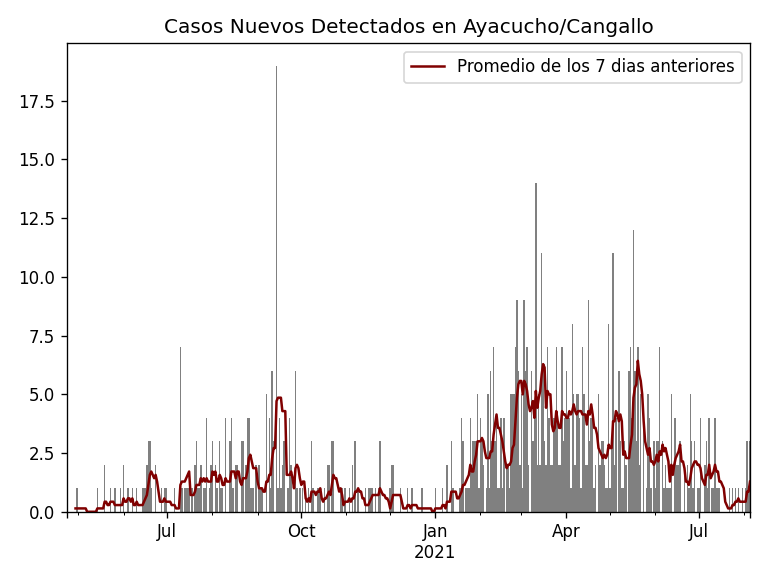 Casos Nuevos Detectados en Ayacucho/Cangallo
Promedio de los 7 dias anteriores
17.5
15.0
12.5
10.0
7.5
5.0
2.5
0.0
Jul
Oct
Jan
2021
Apr
Jul